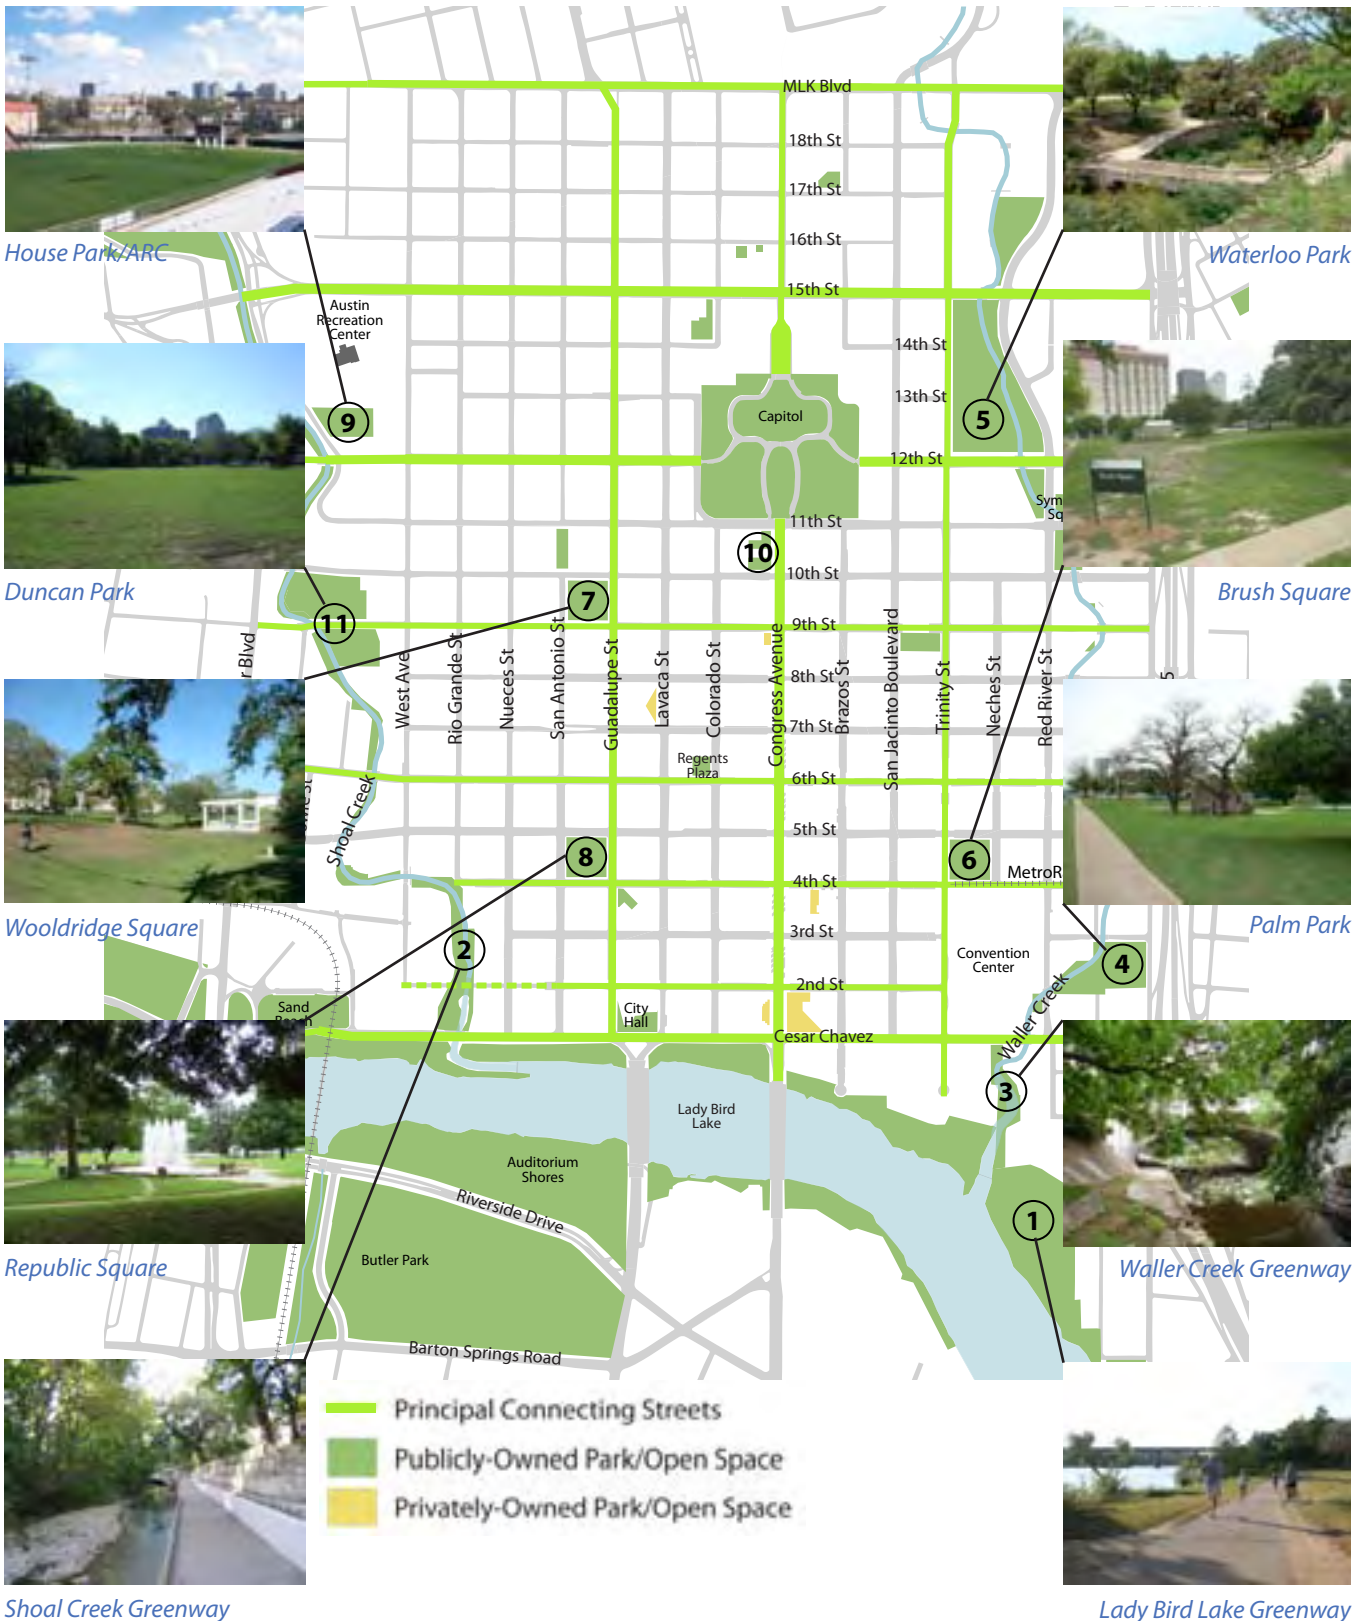 MLK Blvd
18th St
17th St
16th St
15th St
14th St
13th St
12th St
11th St
10th St
9th St
8th St
7th St
6th St
5th St
4th St
3rd St
2nd St
Cesar Chavez
House Park/ARC
Waterloo Park
Austin
Recreation
Center
Capitol
9
5
Sym
Sq
10
Duncan Park
Brush Square
7
11
r Blvd
West Ave
Rio Grande St
Nueces St
San Antonio St
Guadalupe St
Lavaca St
Colorado St
Congress Avenue
Brazos St
San Jacinto Boulevard
Trinity St
Neches St
Red River St
5
Regents
Plaza
Shoal Creek
8
6
MetroR
Wooldridge Square
Palm Park
2
Convention
Center
4
Sand
Beach
City
Hall
Waller Creek
3
Lady Bird
Lake
Auditorium
Shores
Riverside Drive
1
Butler Park
Republic Square
Waller Creek Greenway
Barton Springs Road
Principal Connecting Streets
Publicly-Owned Park/Open Space
Privately-Owned Park/Open Space
Shoal Creek Greenway
Lady Bird Lake Greenway